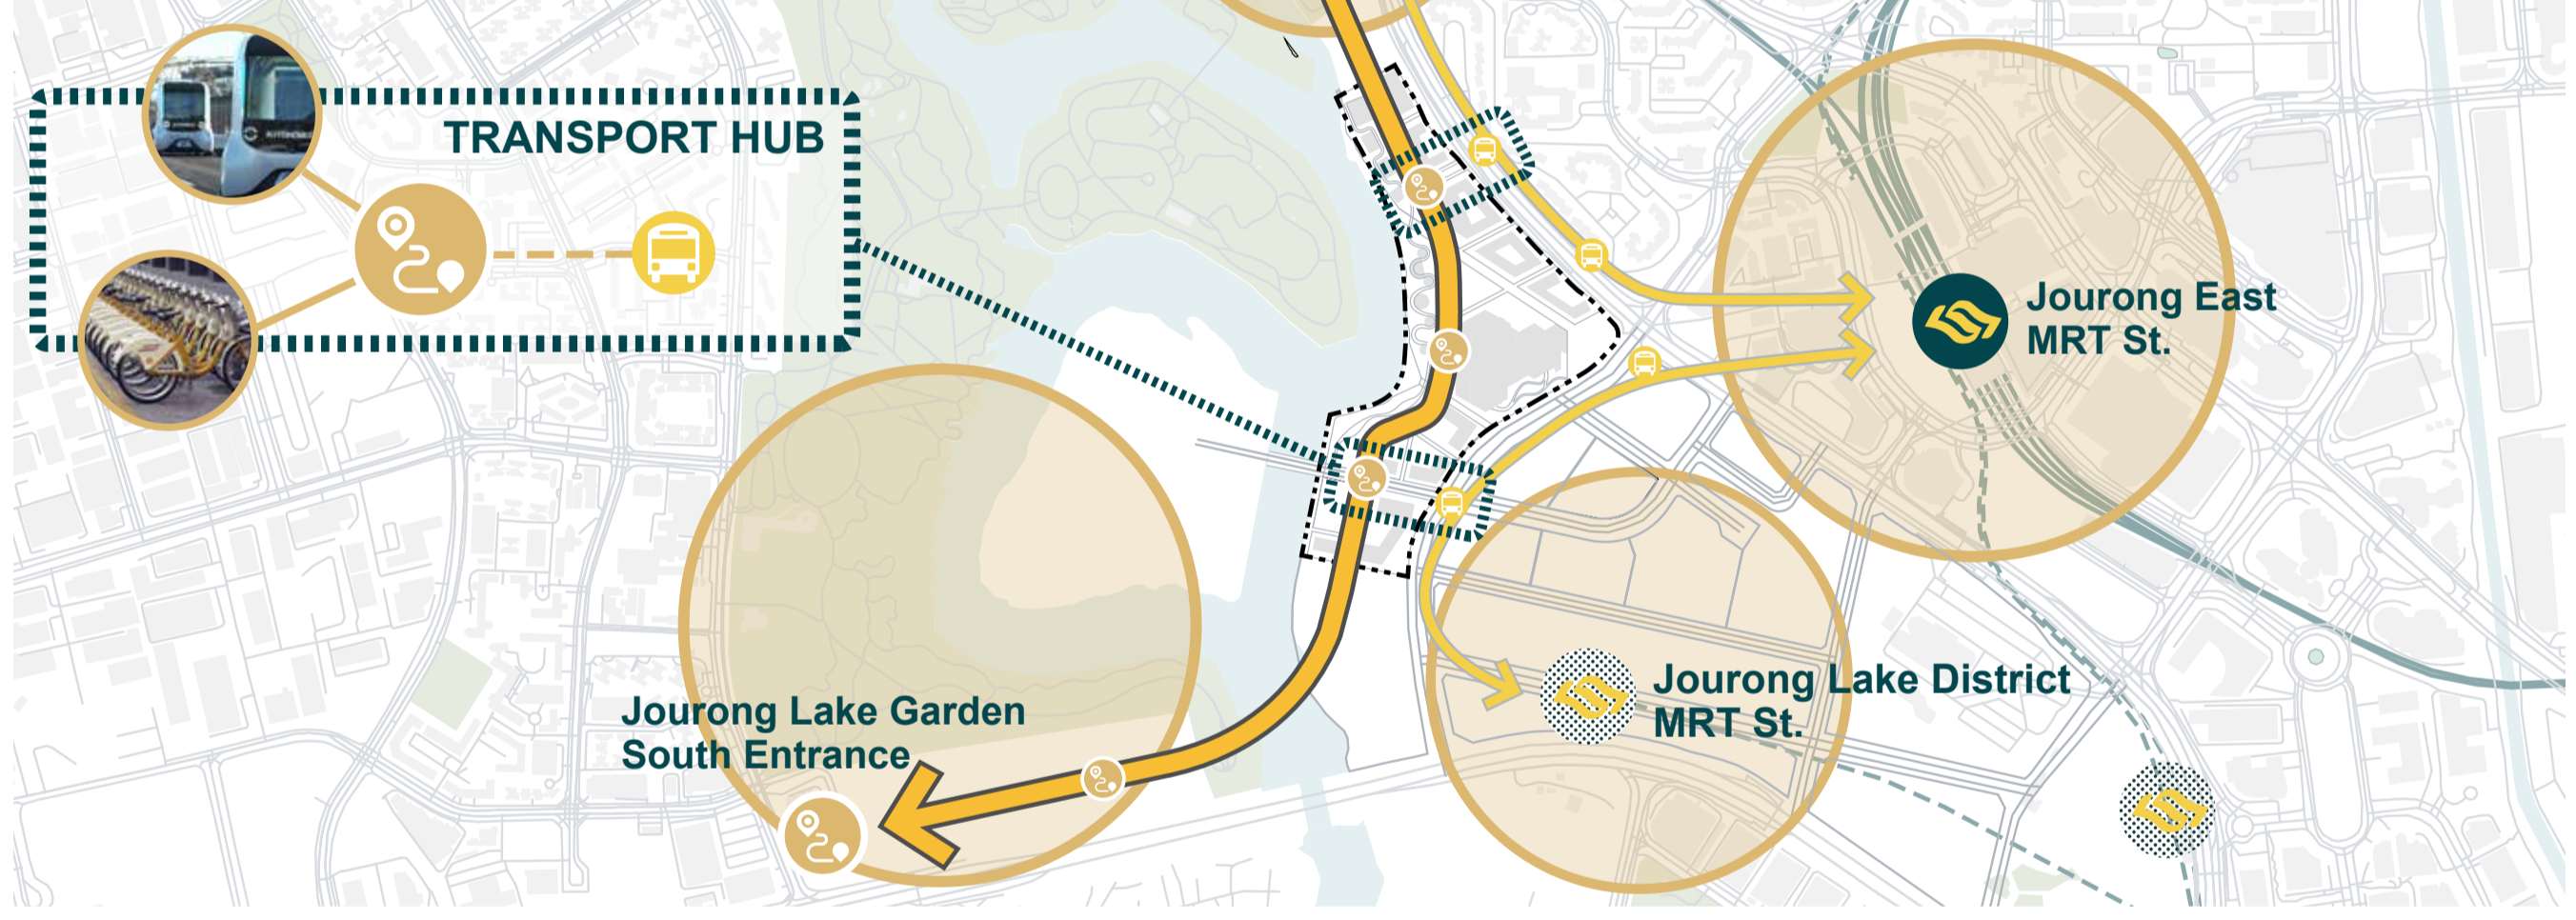 TRANSPORT HUB
Jourong East
MRT St.
Jourong Lake District
MRT St.
Jourong Lake Garden
South Entrance